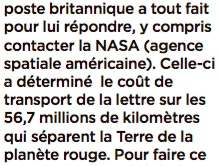 poste britannique a tout fait
pour lui répondre, y compris
contacter la NASA (agence
spatiale américaine). Celle-ci
a déterminé  le coût de
transport de la lettre sur les
56,7 millions de kilomètres
qui séparent la Terre de la
planète rouge. Pour faire ce